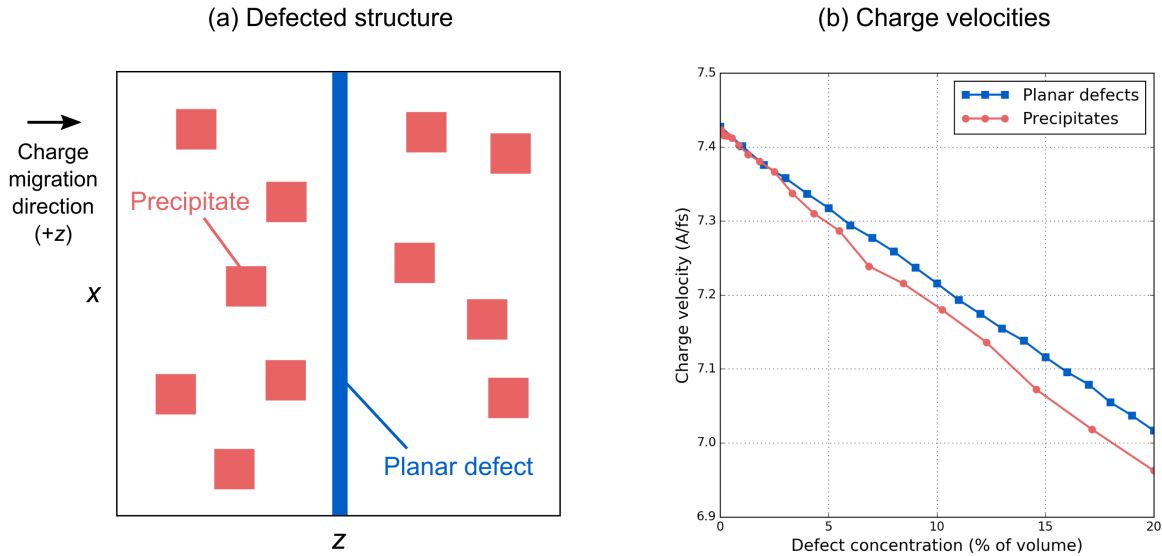 (a) Defected structure
Charge
migration
direction
(+z)
Precipitate
x
Planar defect
z
(b) Charge velocities
7.5
7.4
7.3
7.2
7.1
7.0
6.9
Charge velocity (A/fs)
Planar defects
Precipitates
0
5
10
15
20
Defect concentration (% of volume)